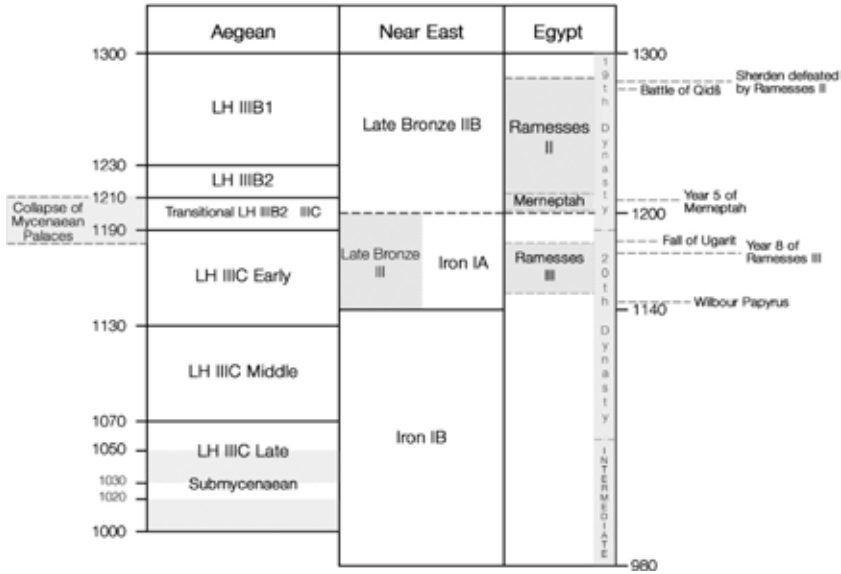 Aegean
Near East
Egypt
1300
1300
Sherden defeated
by Ramesses II
Battle of Qidš
LH IIIB1
Late Bronze IIB
Ramesses
II
19th Dynasty
1230
LH IIIB2
1210
Merneptah
Year 5 of
Merneptah
Collapse of
Mycenaean
Palaces
Transitional LH IIIB2 IIIC
1200
1190
Fall of Ugarit
Year 8 of
Ramesses III
LH IIIC Early
Late Bronze
III
Iron IA
Ramesses
III
20th Dynasty
Wilbour Papyrus
1140
1130
LH IIIC Middle
1070
Iron IB
1050
LH IIIC Late
1030
Submycenaean
1020
INTERMEDIATE
1000
980